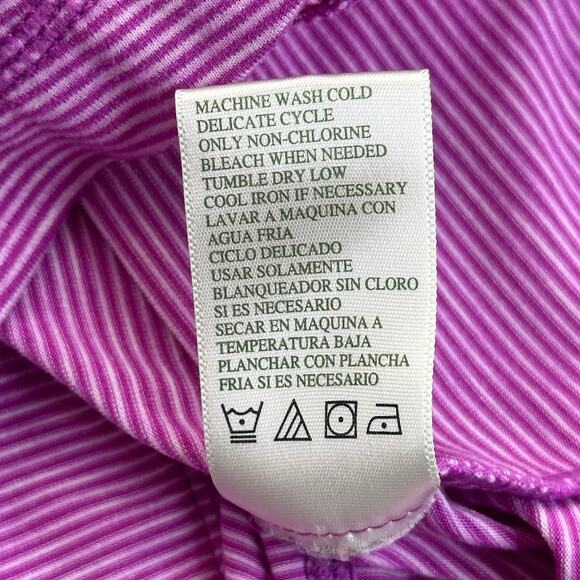 MACHINE WASH COLD
DELICATE CYCLE
ONLY NON-CHLORINE
BLEACH WHEN NEEDED
TUMBLE DRY LOW
COOL IRON IF NECESSARY
LAVAR A MAQUINA CON
AGUA FRIA
CICLO DELICADO
USAR SOLAMENTE
BLANQUEADOR SIN CLORO
SI ES NECESARIO
SECAR EN MAQUINA A
TEMPERATURA BAJA
PLANCHAR CON PLANCHA
FRIA SI ES NECESARIO